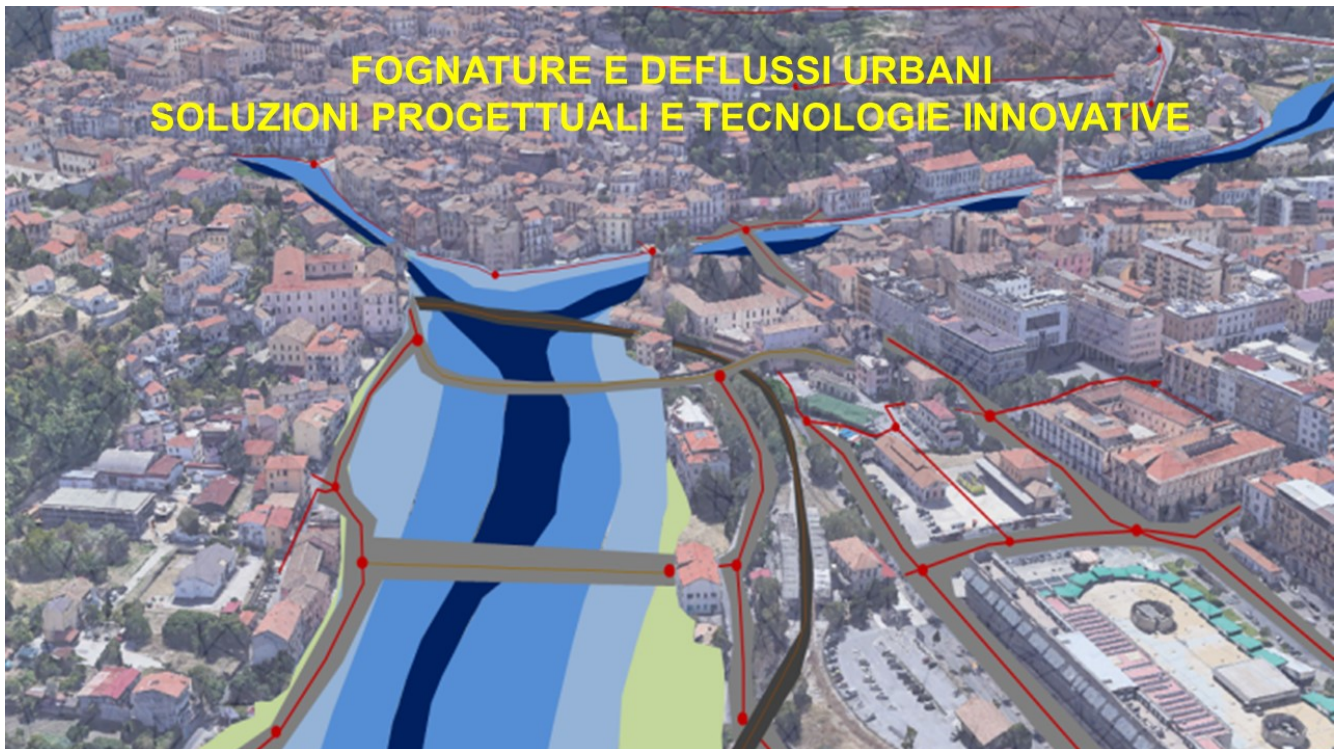 FOGNATURE E DEFLUSSI URBANI
SOLUZIONI PROGETTUALI E TECNOLOGIE INNOVATIVE